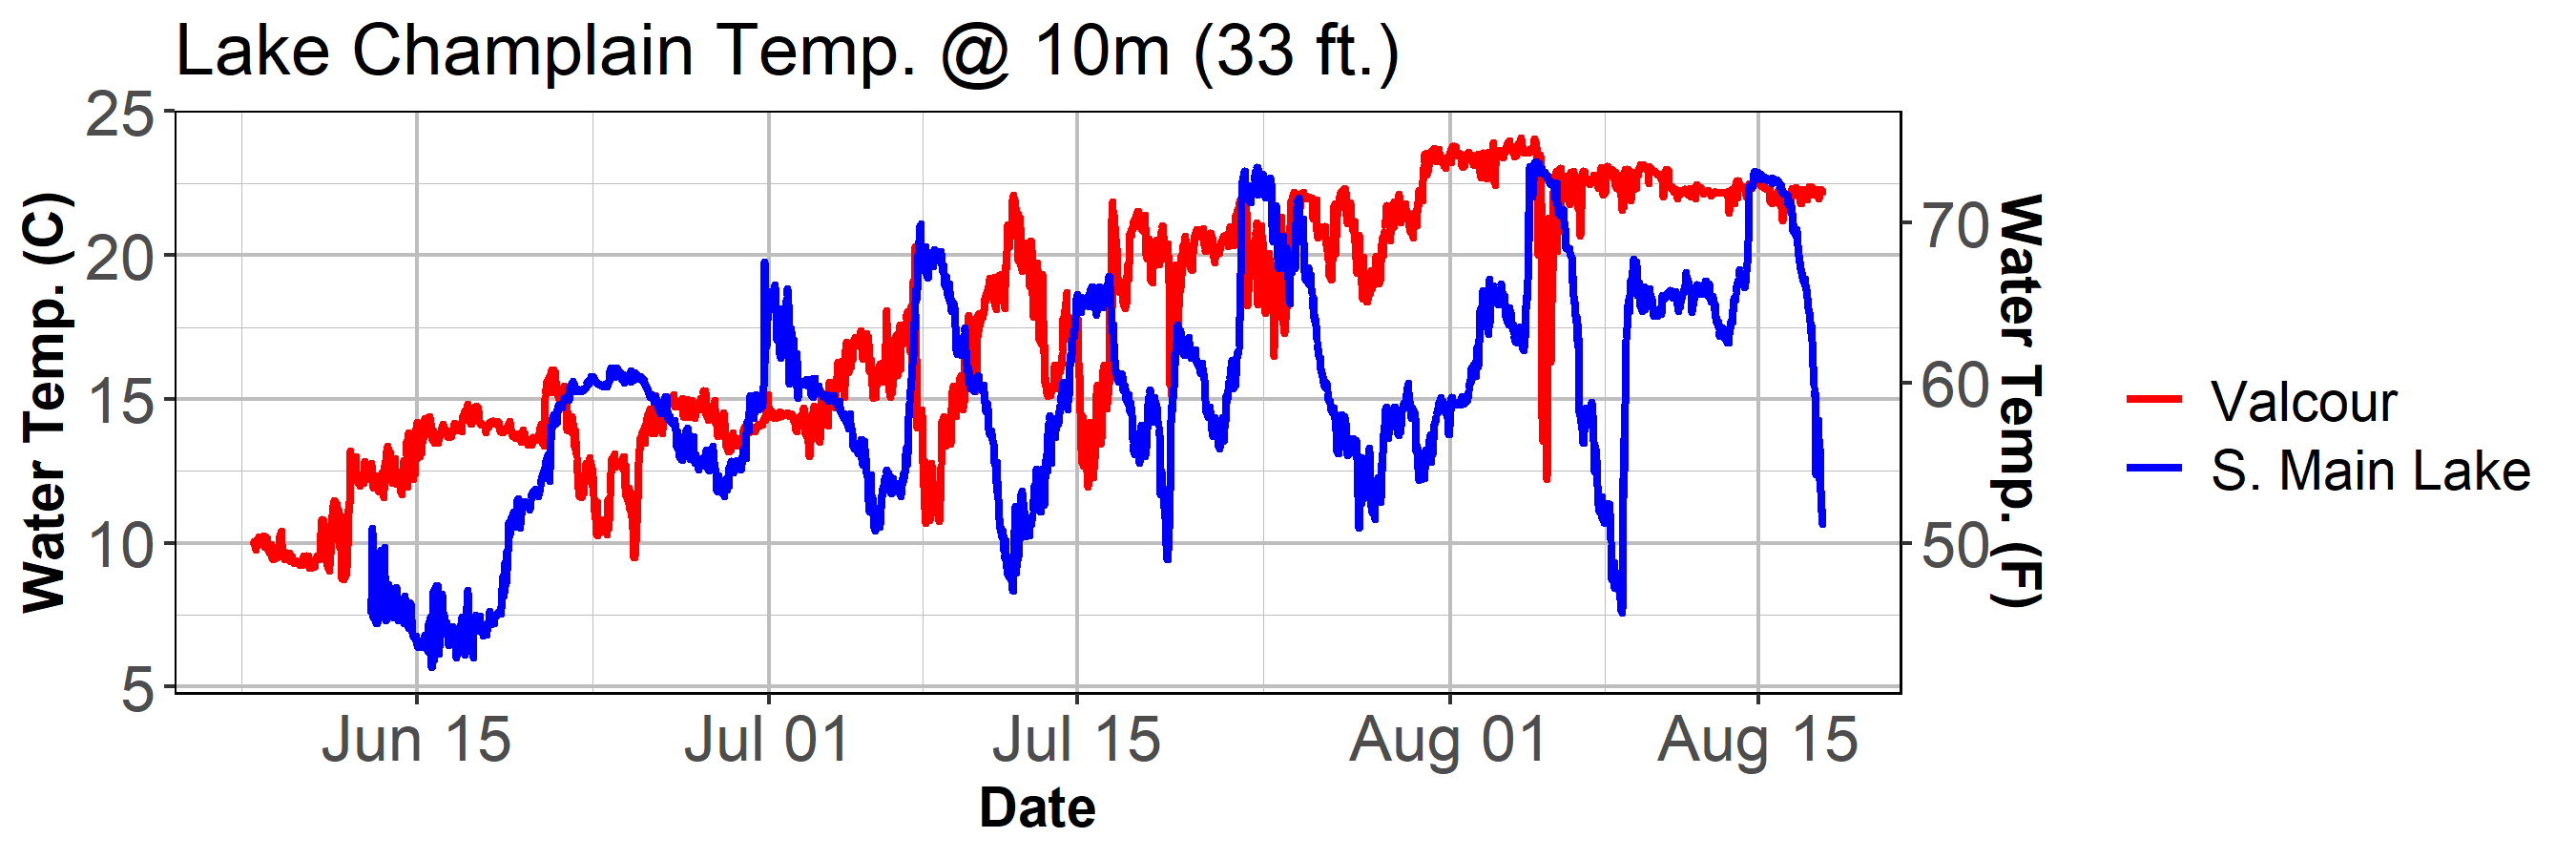 Lake Champlain Temp. @ 10m (33 ft.)
Water Temp. (C)
25
20
15
10
5
70
60
50
Water Temp. (F)
Jun 15
Jul 01
Jul 15
Aug 01
Aug 15
Date
Valcour
S. Main Lake